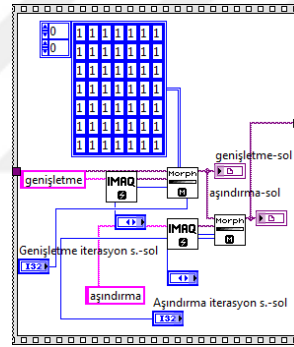 0 1 1 1 1 1 1 1
0 1 1 1 1 1 1 1
1 1 1 1 1 1 1
1 1 1 1 1 1 1
1 1 1 1 1 1 1
1 1 1 1 1 1 1
1 1 1 1 1 1 1
genişletme-sol
genişletme
IMAQ
Morph
aşındırma-sol
IMAQ
Morph
Genişletme iterasyon s.-sol
I32
aşındırma
Aşındırma iterasyon s.-sol
I32